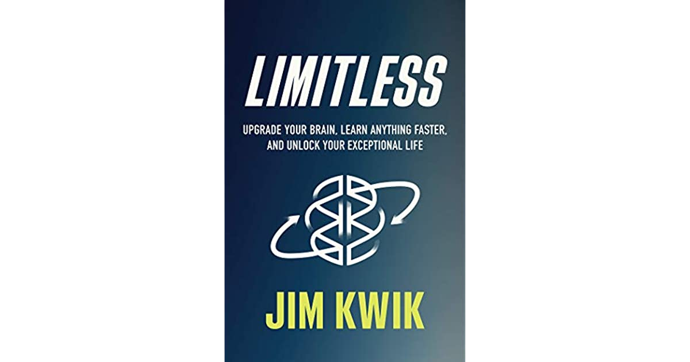 LIMITLESS
UPGRADE YOUR BRAIN, LEARN ANYTHING FASTER,
AND UNLOCK YOUR EXCEPTIONAL LIFE
JIM KWIK